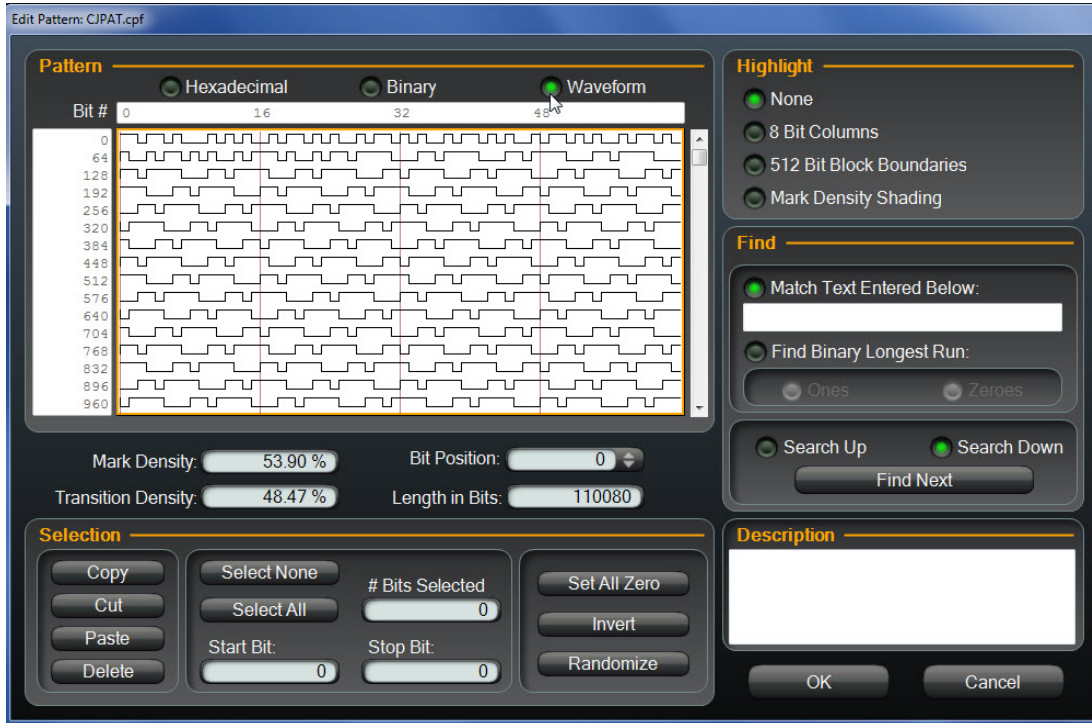 Edit Pattern: CJPAT.cpf
Pattern
Hexadecimal Binary Waveform
Bit # 0 16 32 48
0
64
128
192
256
320
384
448
512
576
640
704
768
832
896
960
Mark Density: 53.90 % Bit Position: 0
Transition Density: 48.47 % Length in Bits: 110080
Selection
Copy
Cut
Paste
Delete
Select None
Select All
# Bits Selected
0
Start Bit: Stop Bit:
0 0
Set All Zero
Invert
Randomize
Highlight
None
8 Bit Columns
512 Bit Block Boundaries
Mark Density Shading
Find
Match Text Entered Below:
Find Binary Longest Run:
Ones Zeroes
Search Up Search Down
Find Next
Description
OK Cancel